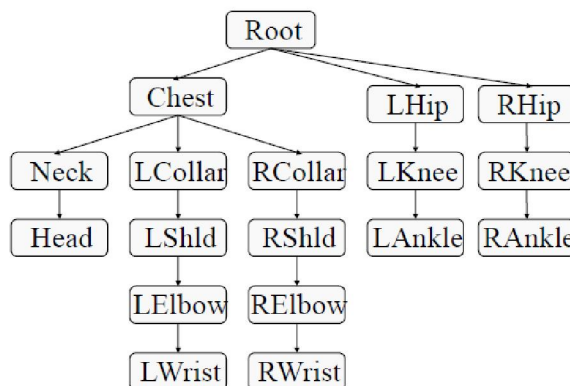 Root
Chest LHip RHip
Neck LCollar RCollar LKnee RKnee
Head LShld RShld LAnkle RAnkle
LElbow RElbow
LWrist RWrist